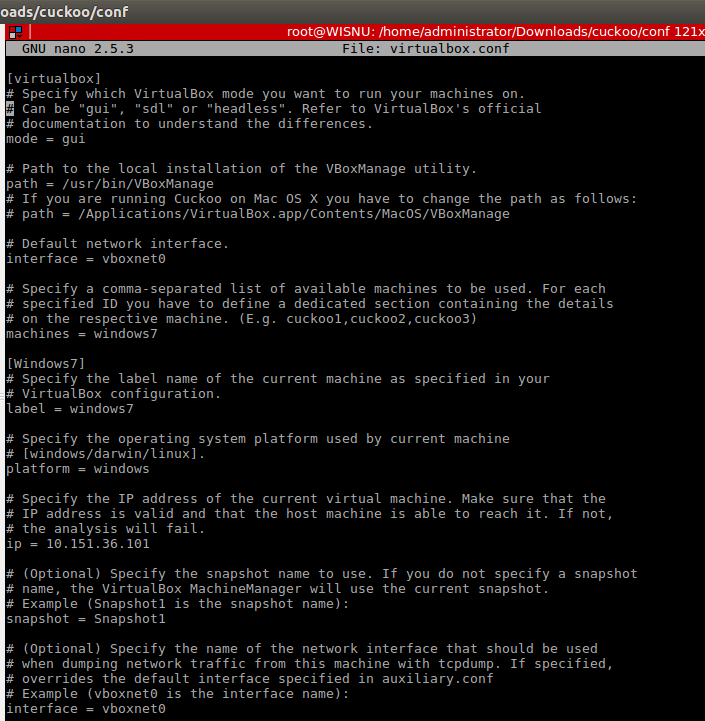 oads/cuckoo/conf
root@WISNU: /home/administrator/Downloads/cuckoo/conf 121x
GNU nano 2.5.3 File: virtualbox.conf
[virtualbox]
# Specify which VirtualBox mode you want to run your machines on.
# Can be "gui", "sdl" or "headless". Refer to VirtualBox's official
# documentation to understand the differences.
mode = gui
# Path to the local installation of the VBoxManage utility.
path = /usr/bin/VBoxManage
# If you are running Cuckoo on Mac OS X you have to change the path as follows:
# path = /Applications/VirtualBox.app/Contents/MacOS/VBoxManage
# Default network interface.
interface = vboxnet0
# Specify a comma-separated list of available machines to be used. For each
# specified ID you have to define a dedicated section containing the details
# on the respective machine. (E.g. cuckoo1,cuckoo2,cuckoo3)
machines = windows7
[Windows7]
# Specify the label name of the current machine as specified in your
# VirtualBox configuration.
label = windows7
# Specify the operating system platform used by current machine
# [windows/darwin/linux].
platform = windows
# Specify the IP address of the current virtual machine. Make sure that the
# IP address is valid and that the host machine is able to reach it. If not,
# the analysis will fail.
ip = 10.151.36.101
# (Optional) Specify the snapshot name to use. If you do not specify a snapshot
# name, the VirtualBox MachineManager will use the current snapshot.
# Example (Snapshot1 is the snapshot name):
snapshot = Snapshot1
# (Optional) Specify the name of the network interface that should be used
# when dumping network traffic from this machine with tcpdump. If specified,
# overrides the default interface specified in auxiliary.conf
# Example (vboxnet0 is the interface name):
interface = vboxnet0